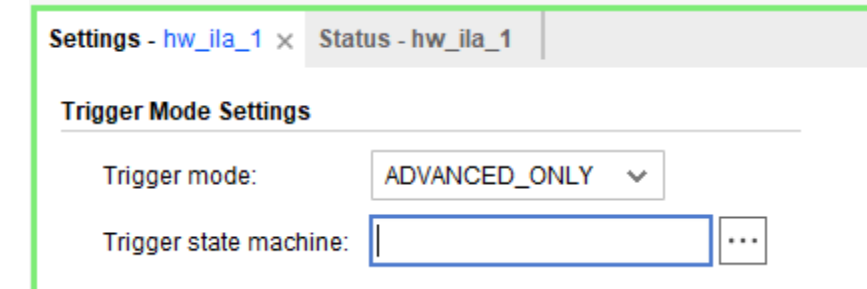 Settings - hw_ila_1 × Status - hw_ila_1
Trigger Mode Settings
Trigger mode: ADVANCED_ONLY
Trigger state machine: ...